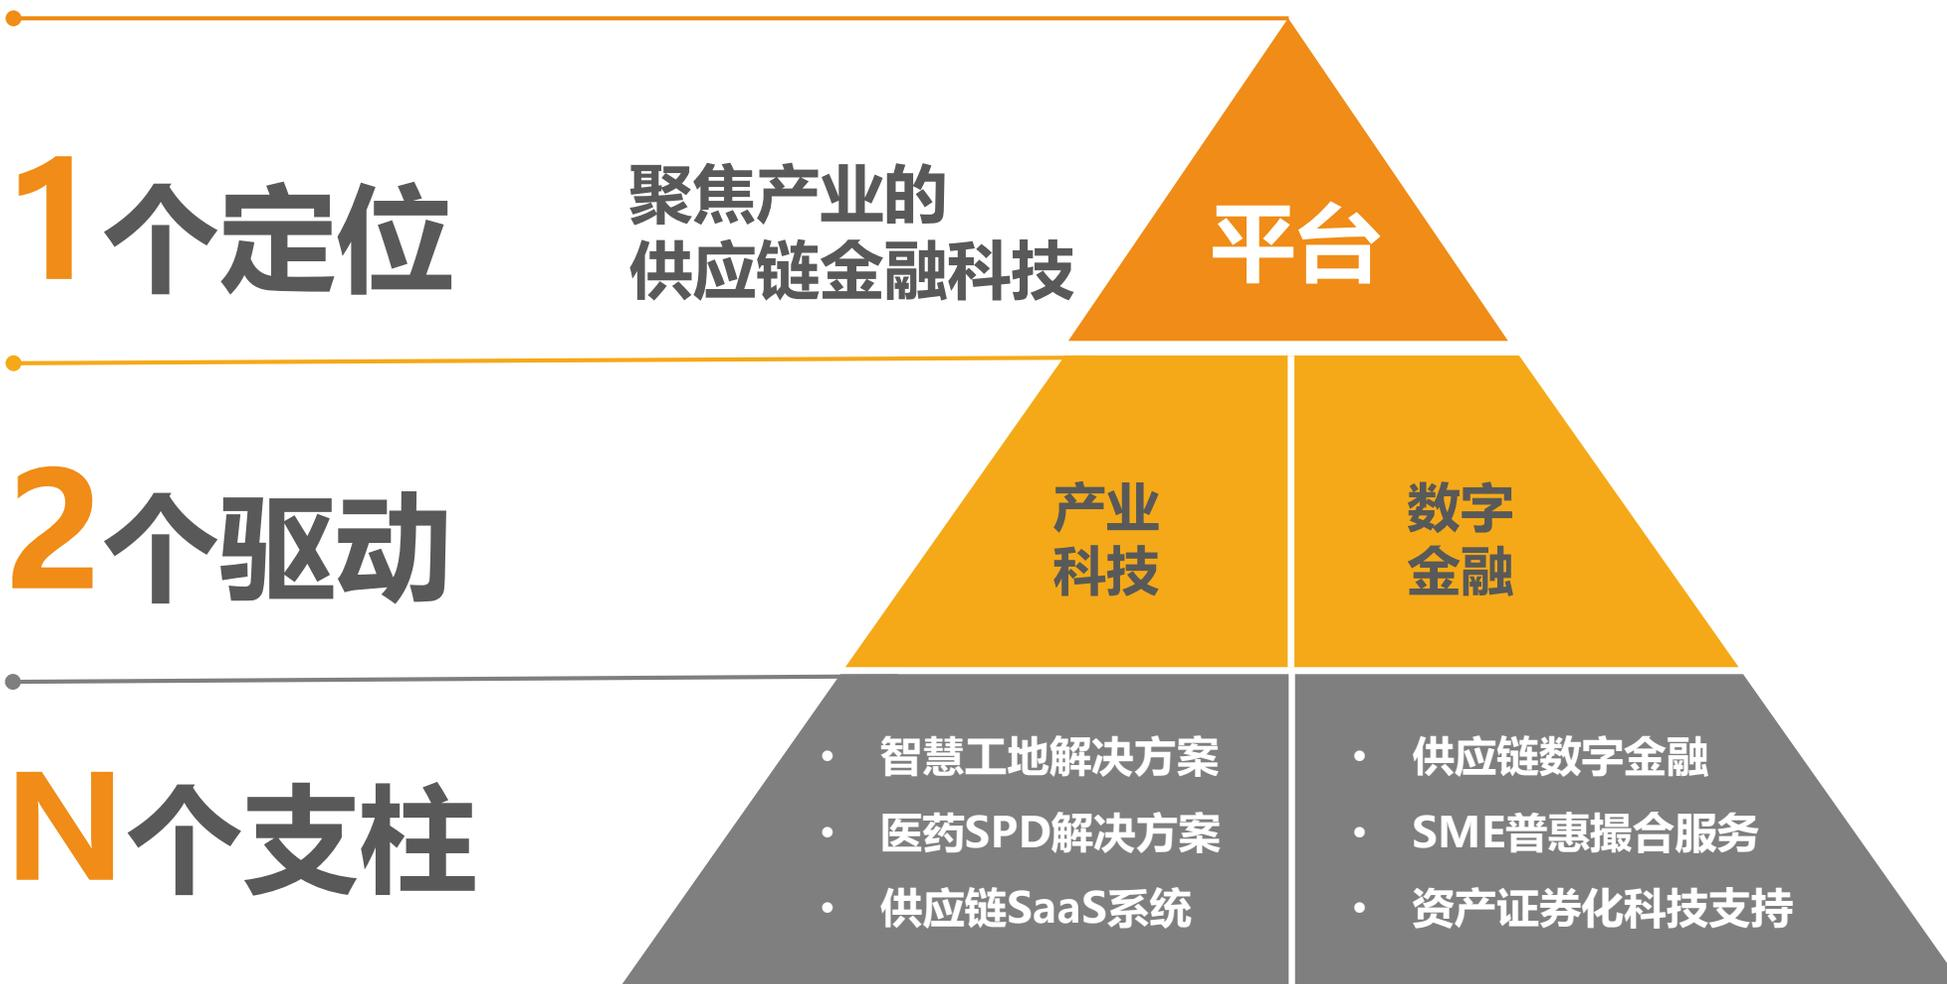 1个定位
聚焦产业的
供应链金融科技
平台
2个驱动
产业
科技
数字
金融
N个支柱
• 智慧工地解决方案
• 医药SPD解决方案
• 供应链SaaS系统
• 供应链数字金融
• SME普惠撮合服务
• 资产证券化科技支持